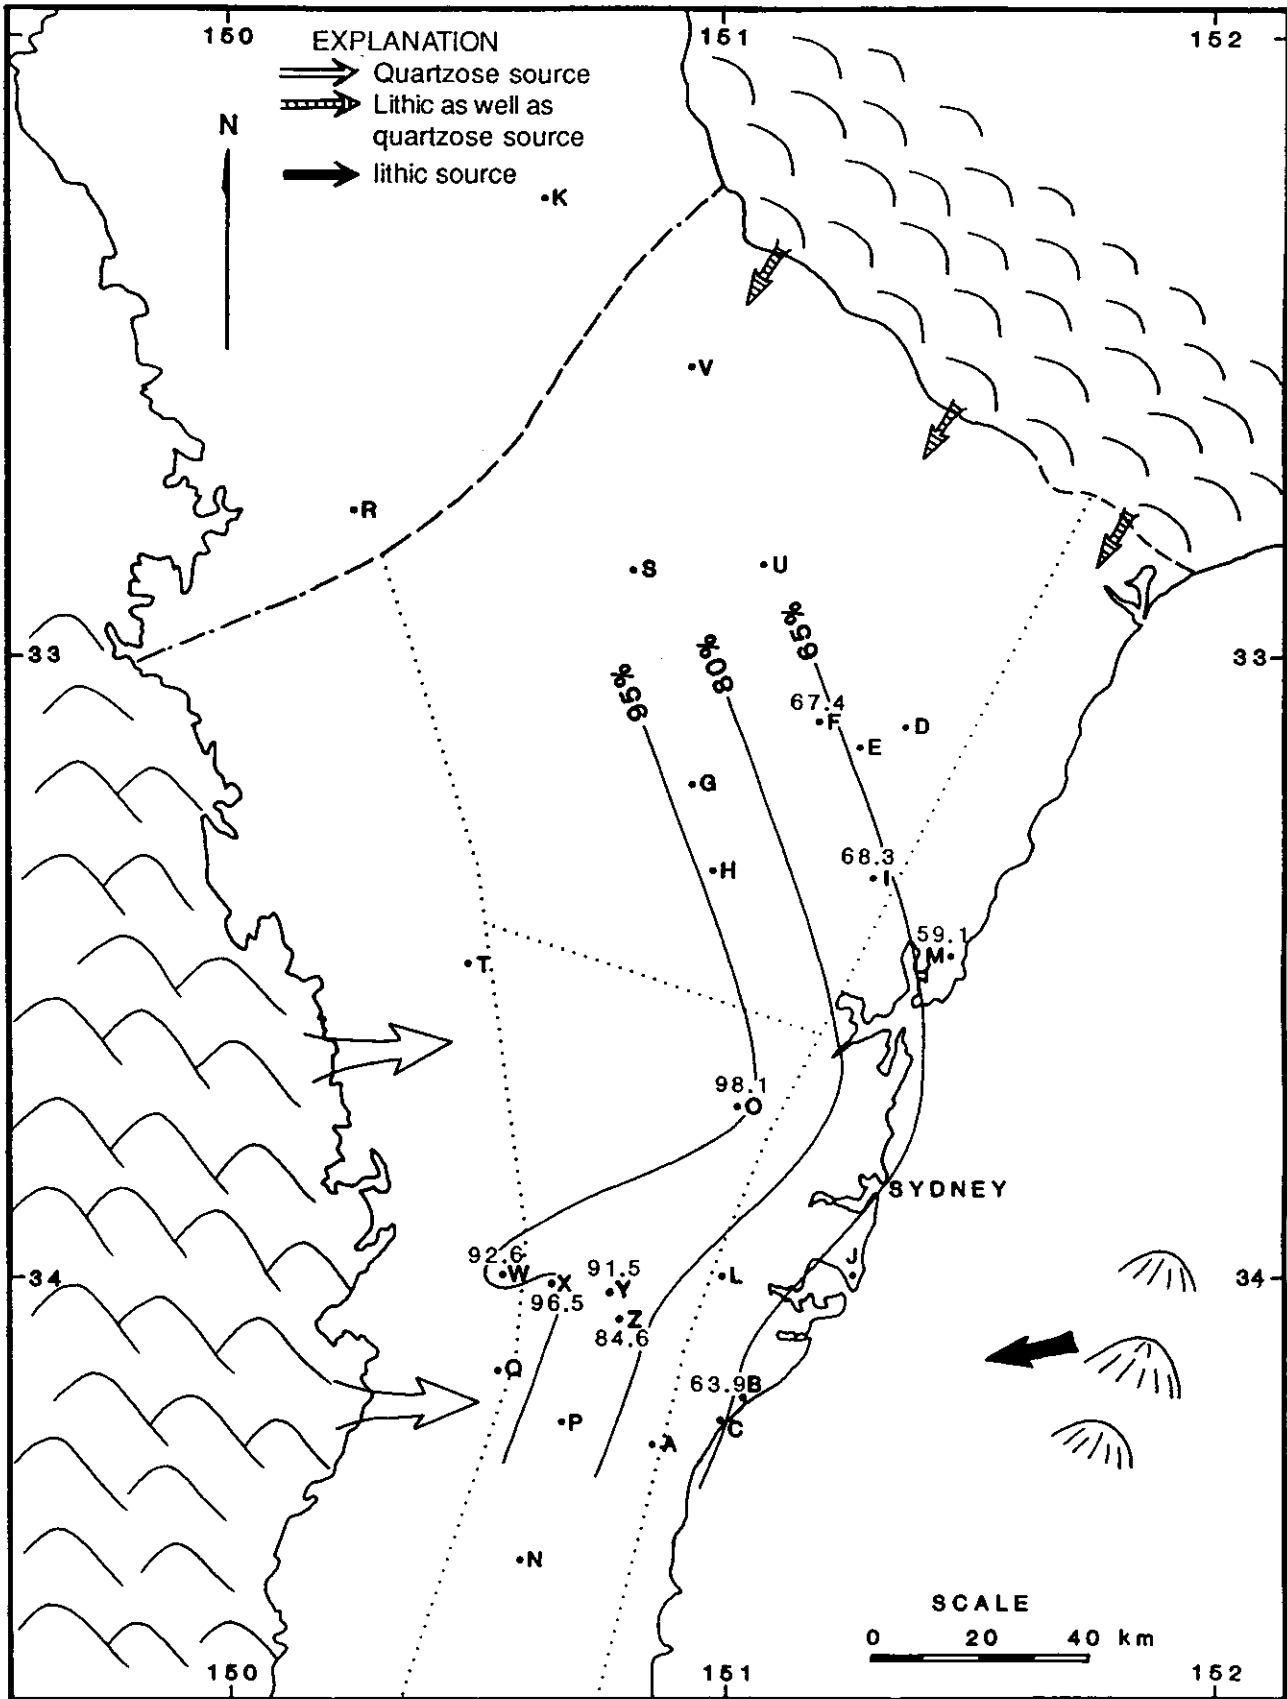 150
151
152
EXPLANATION
Quartzose source
Lithic as well as
quartzose source
lithic source
N
K
V
R
S
U
65%
80%
95%
33
33
67.4
F
D
E
G
68.3
H
I
59.1
M
T
98.1
O
SYDNEY
92.6
W
X
91.5
Y
96.5
L
J
34
34
Z
84.6
Q
63.9
B
P
C
A
N
SCALE
0 20 40 km
150
151
152